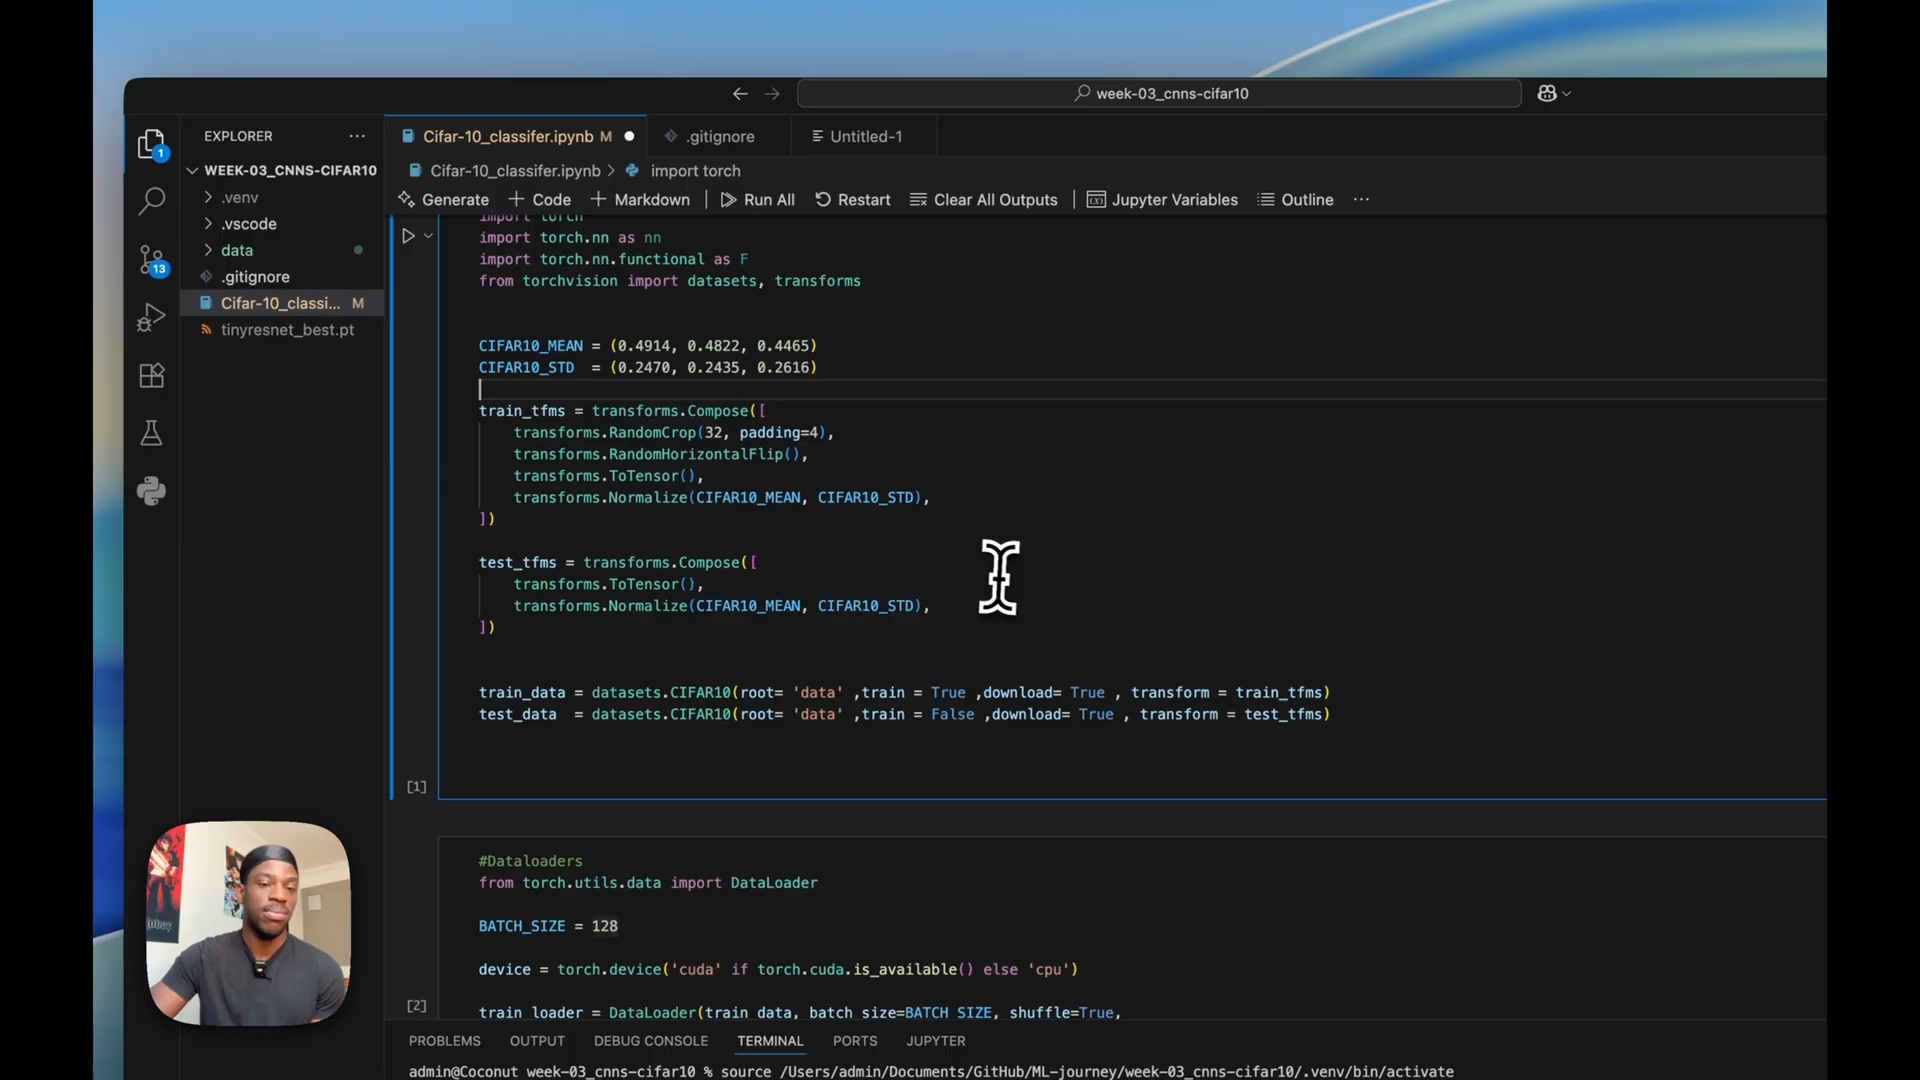 week-03_cnns-cifar10
EXPLORER
1
WEEK-03_CNNS-CIFAR10
.venv
.vscode
data
.gitignore
Cifar-10_classi... M
tinyresnet_best.pt
13
Cifar-10_classifer.ipynb M
.gitignore
Untitled-1
Cifar-10_classifer.ipynb > import torch
Generate + Code + Markdown | Run All Restart Clear All Outputs | Jupyter Variables Outline ...
import torch
import torch.nn as nn
import torch.nn.functional as F
from torchvision import datasets, transforms
CIFAR10_MEAN = (0.4914, 0.4822, 0.4465)
CIFAR10_STD  = (0.2470, 0.2435, 0.2616)
train_tfms = transforms.Compose([
    transforms.RandomCrop(32, padding=4),
    transforms.RandomHorizontalFlip(),
    transforms.ToTensor(),
    transforms.Normalize(CIFAR10_MEAN, CIFAR10_STD),
])
test_tfms = transforms.Compose([
    transforms.ToTensor(),
    transforms.Normalize(CIFAR10_MEAN, CIFAR10_STD),
])
train_data = datasets.CIFAR10(root= 'data' ,train = True ,download= True , transform = train_tfms)
test_data  = datasets.CIFAR10(root= 'data' ,train = False ,download= True , transform = test_tfms)
[1]
#Dataloaders
from torch.utils.data import DataLoader
BATCH_SIZE = 128
device = torch.device('cuda' if torch.cuda.is_available() else 'cpu')
[2]
train_loader = DataLoader(train_data, batch_size=BATCH_SIZE, shuffle=True,
PROBLEMS OUTPUT DEBUG CONSOLE TERMINAL PORTS JUPYTER
admin@Coconut week-03_cnns-cifar10 % source /Users/admin/Documents/GitHub/ML-journey/week-03_cnns-cifar10/.venv/bin/activate